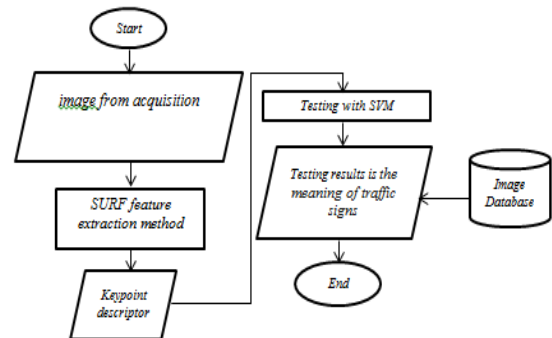 Start
image from acquisition
SURF feature
extraction method
Keypoint
descriptor
Testing with SVM
Testing results is the
meaning of traffic
signs
Image
Database
End